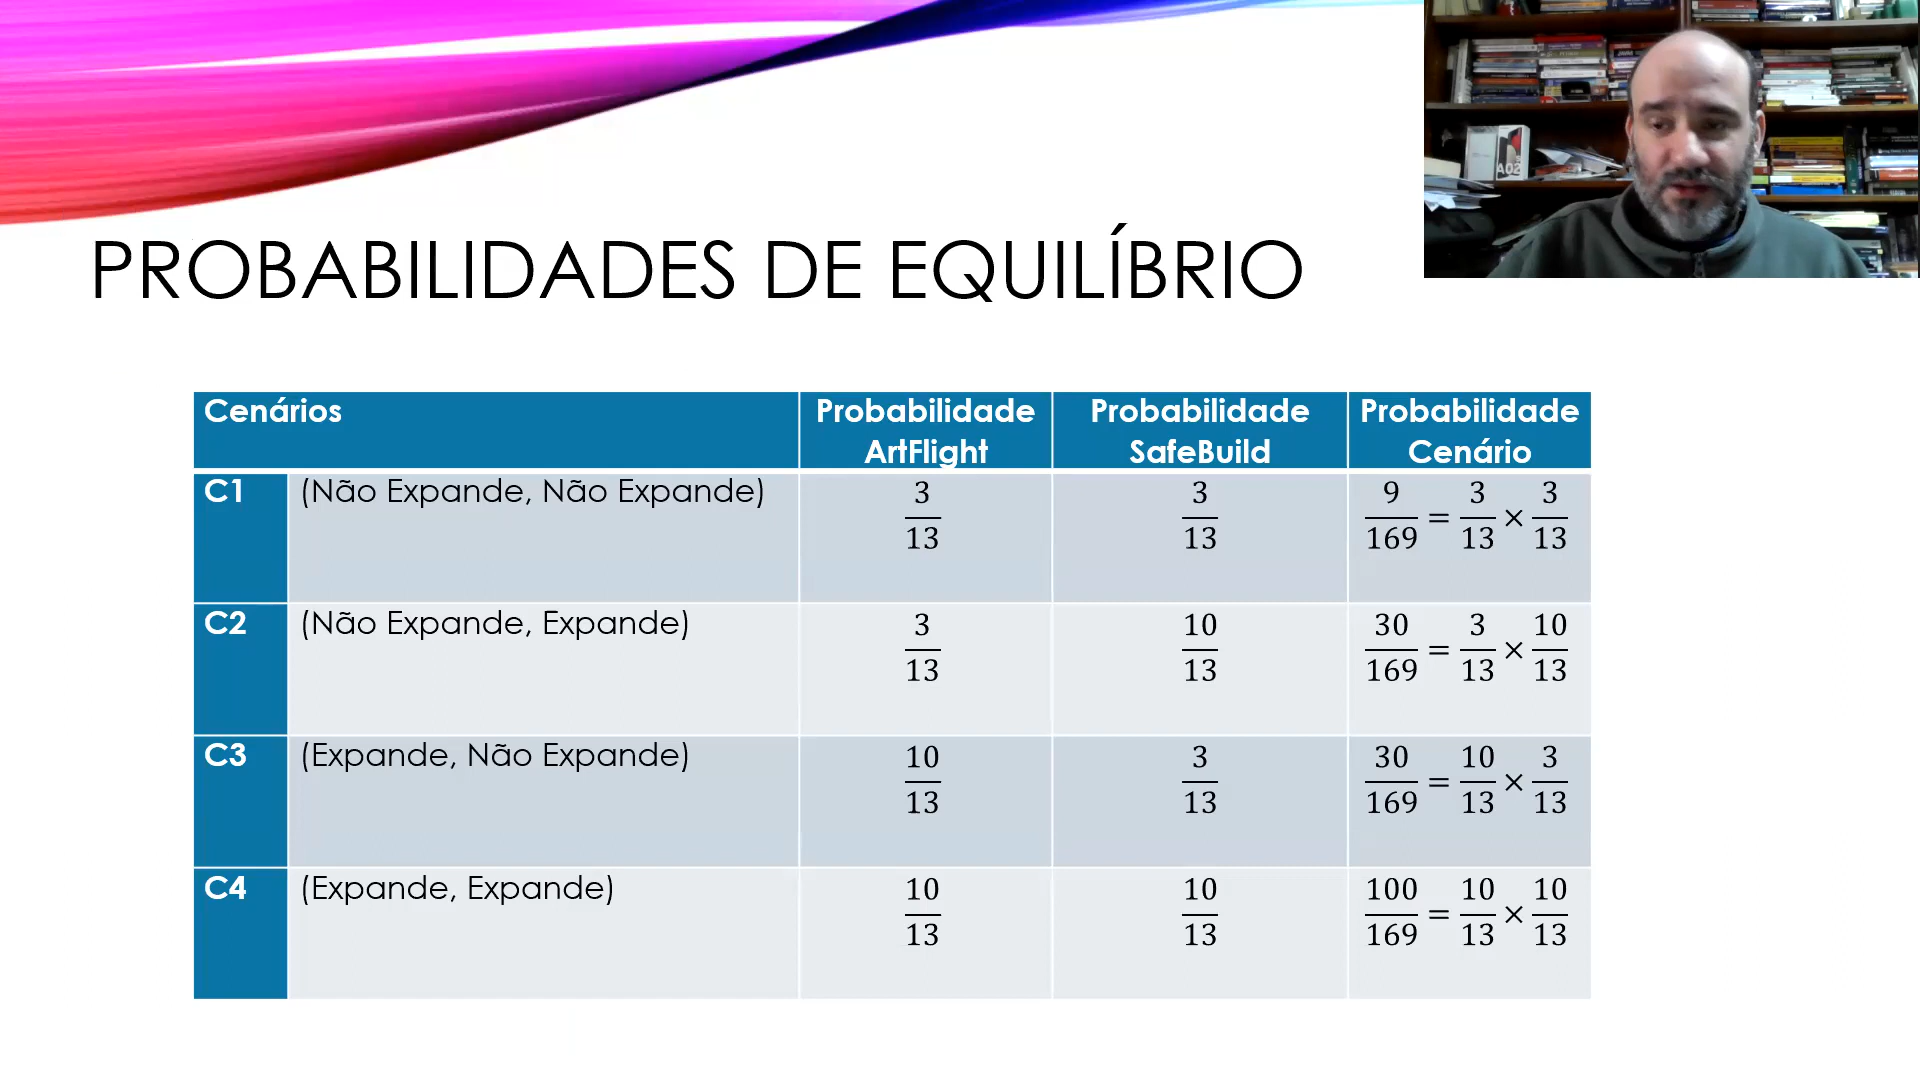 PROBABILIDADES DE EQUILÍBRIO
Cenários
Probabilidade ArtFlight
Probabilidade SafeBuild
Probabilidade Cenário
C1 (Não Expande, Não Expande) 3/13 3/13 9/169 = 3/13 × 3/13
C2 (Não Expande, Expande) 3/13 10/13 30/169 = 3/13 × 10/13
C3 (Expande, Não Expande) 10/13 3/13 30/169 = 10/13 × 3/13
C4 (Expande, Expande) 10/13 10/13 100/169 = 10/13 × 10/13
A02